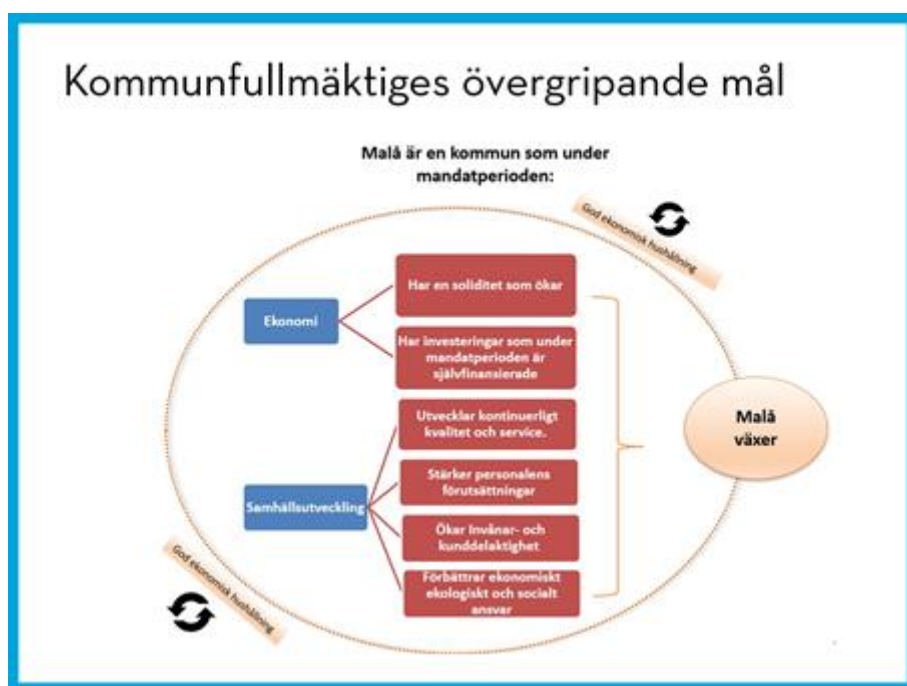 Kommunfullmäktiges övergripande mål
Malå är en kommun som under
mandatperioden:
God ekonomisk hushållning
Ekonomi
Har en soliditet som ökar
Har investeringar som under
mandatperioden är
självfinansierade
Samhällsutveckling
Utvecklar kontinuerligt
kvalitet och service.
Stärker personalens
förutsättningar
Ökar Invånar- och
kunddelaktighet
Förbättrar ekonomiskt
ekologiskt och socialt
ansvar
Malå
växer
God ekonomisk hushållning